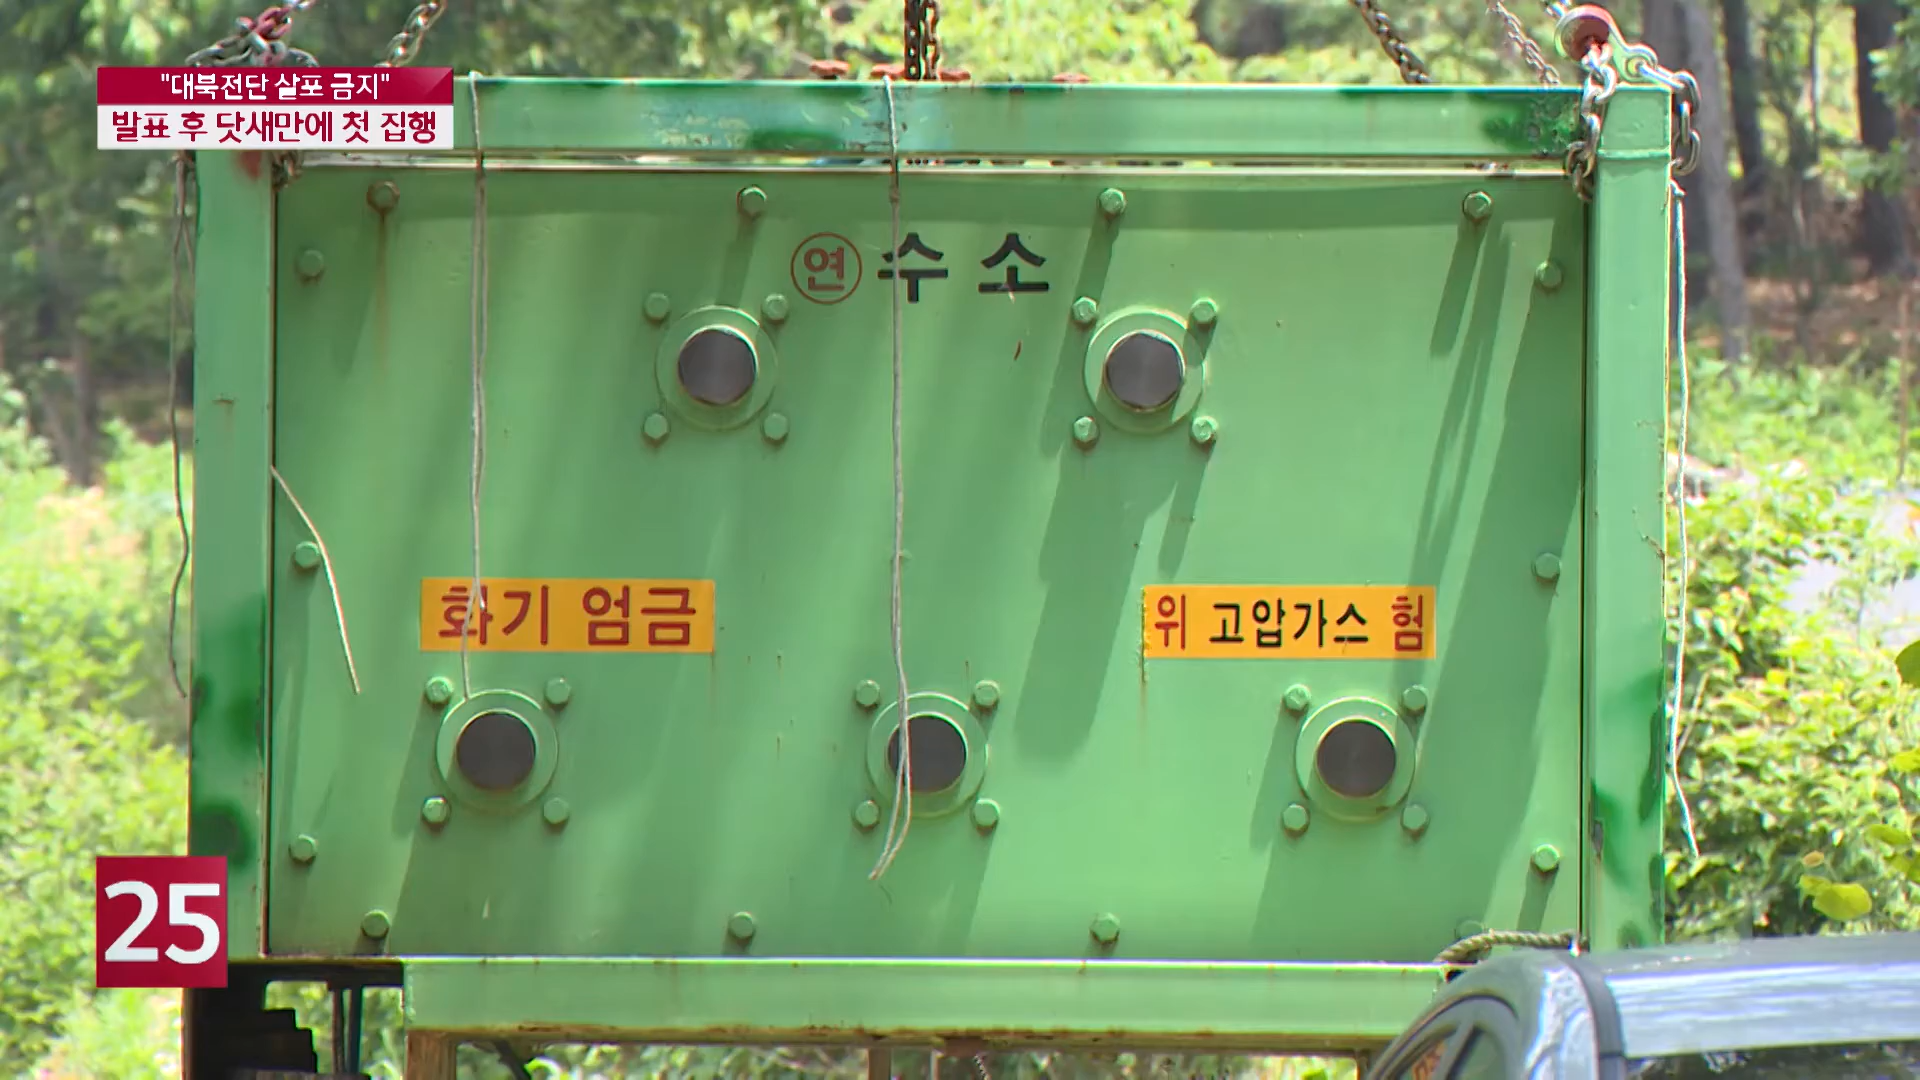 "대북전단 살포 금지"
발표 후 닷새만에 첫 집행
연 수소
화기 엄금
위 고압가스 험
25